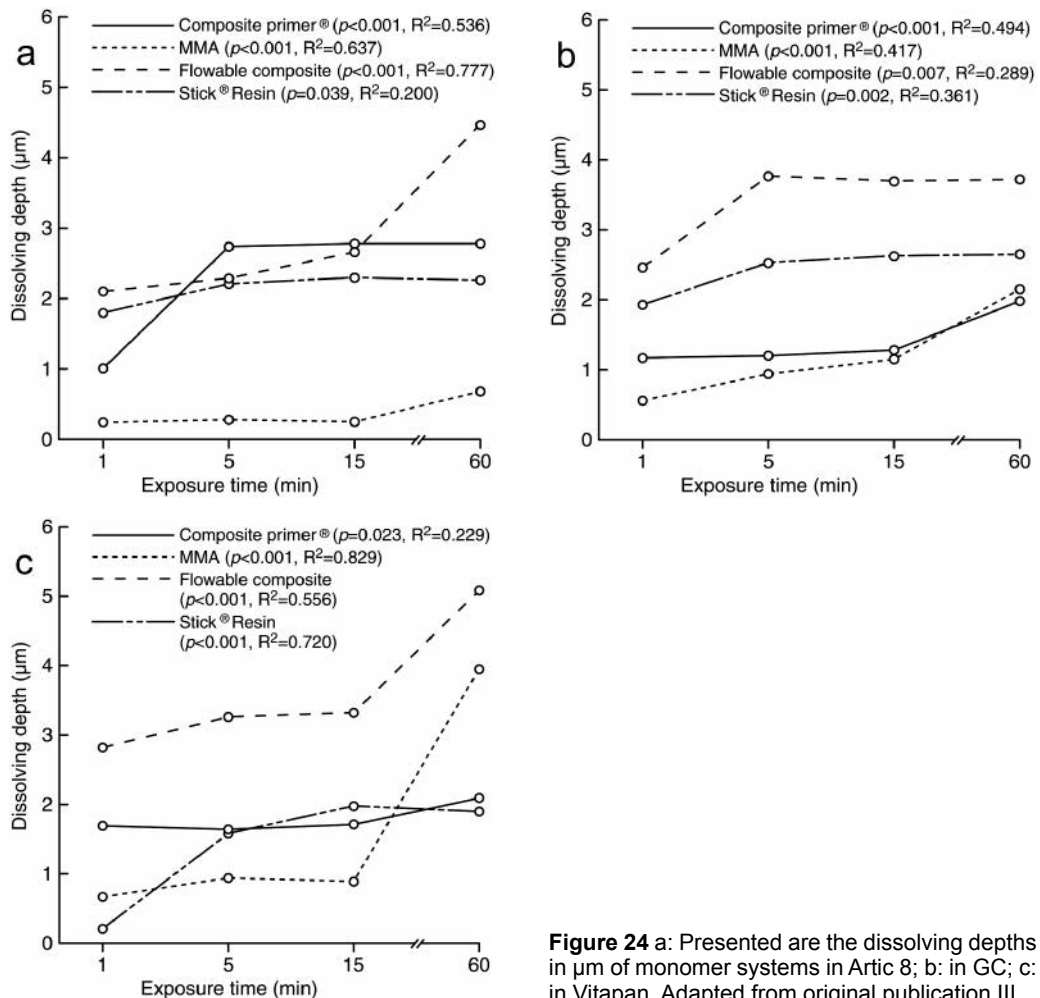 a
Composite primer® (p<0.001, R²=0.536)
MMA (p<0.001, R²=0.637)
Flowable composite (p<0.001, R²=0.777)
Stick®Resin (p=0.039, R²=0.200)
Dissolving depth (µm)
6
5
4
3
2
1
0
1 5 15 60
Exposure time (min)
b
Composite primer® (p<0.001, R²=0.494)
MMA (p<0.001, R²=0.417)
Flowable composite (p=0.007, R²=0.289)
Stick®Resin (p=0.002, R²=0.361)
Dissolving depth (µm)
6
5
4
3
2
1
0
1 5 15 60
Exposure time (min)
c
Composite primer® (p=0.023, R²=0.229)
MMA (p<0.001, R²=0.829)
Flowable composite
(p<0.001, R²=0.556)
Stick®Resin
(p<0.001, R²=0.720)
Dissolving depth (µm)
6
5
4
3
2
1
0
1 5 15 60
Exposure time (min)
Figure 24 a: Presented are the dissolving depths
in µm of monomer systems in Artic 8; b: in GC; c:
in Vitapan. Adapted from original publication III